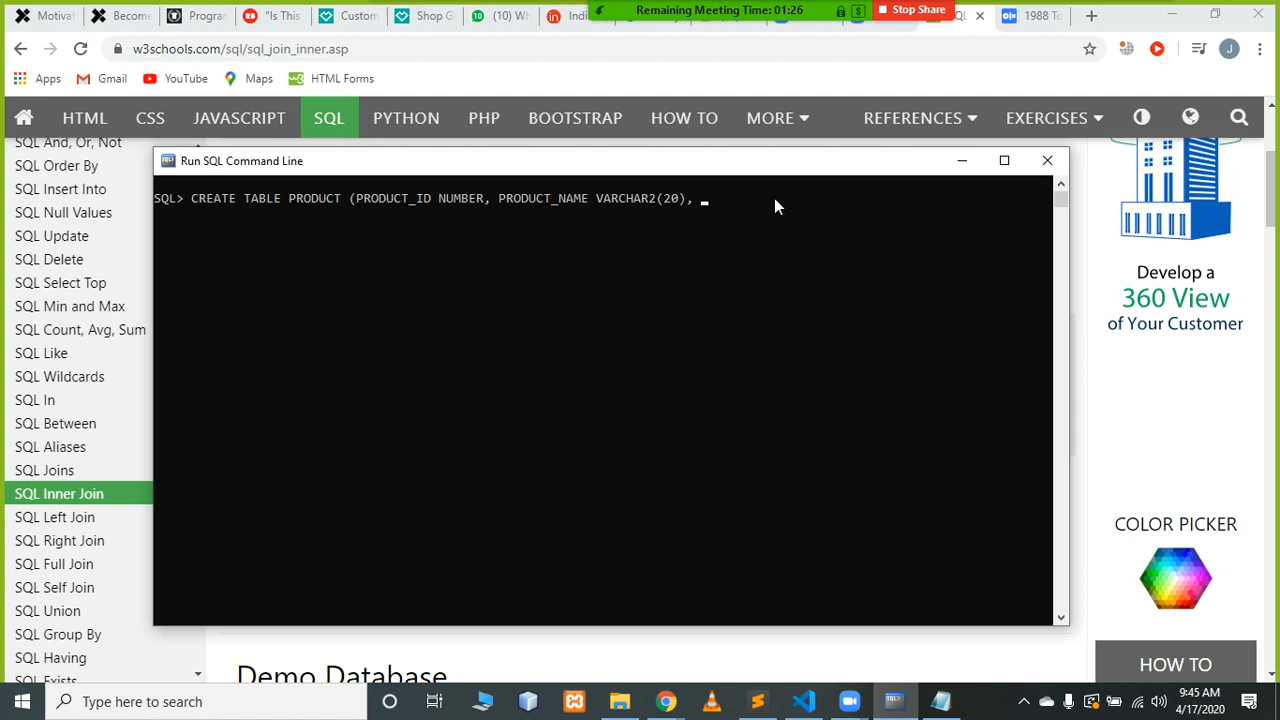 Motivat
Become
Program
"Is This
Custom
Shop G
(10) Wh
Indi
1988 To
Remaining Meeting Time: 01:26
Stop Share
w3schools.com/sql/sql_join_inner.asp
J
Apps
Gmail
YouTube
Maps
HTML Forms
HTML CSS JAVASCRIPT SQL PYTHON PHP BOOTSTRAP HOW TO MORE REFERENCES EXERCISES
SQL And, Or, Not
SQL Order By
SQL Insert Into
SQL Null Values
SQL Update
SQL Delete
SQL Select Top
SQL Min and Max
SQL Count, Avg, Sum
SQL Like
SQL Wildcards
SQL In
SQL Between
SQL Aliases
SQL Joins
SQL Inner Join
SQL Left Join
SQL Right Join
SQL Full Join
SQL Self Join
SQL Union
SQL Group By
SQL Having
SQL Exists
Run SQL Command Line
SQL> CREATE TABLE PRODUCT (PRODUCT_ID NUMBER, PRODUCT_NAME VARCHAR2(20),
Demo Database
Develop a
360 View
of Your Customer
COLOR PICKER
HOW TO
Type here to search
9:45 AM
4/17/2020